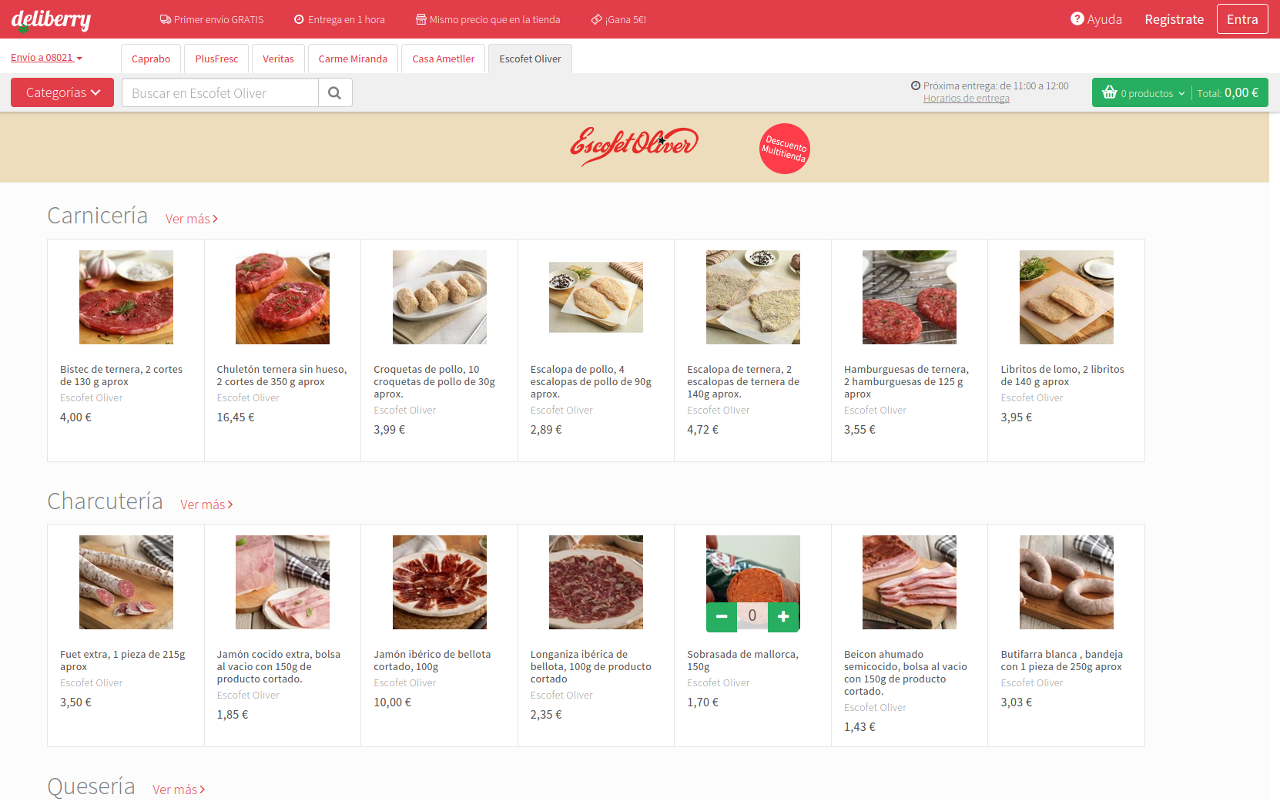 deliberry
Primer envío GRATIS
Entrega en 1 hora
Mismo precio que en la tienda
¡Gana 5€!
Ayuda
Regístrate
Entra
Envío a 08021
Caprabo
PlusFresc
Veritas
Carme Miranda
Casa Ametller
Escofet Oliver
Categorías
Buscar en Escofet Oliver
Próxima entrega: de 11:00 a 12:00
Horarios de entrega
0 productos
Total: 0,00 €
Escofet Oliver
Descuento
Multitienda
Carnicería
Ver más
Bistec de ternera, 2 cortes
de 130 g aprox
Escofet Oliver
4,00 €
Chuletón ternera sin hueso,
2 cortes de 350 g aprox
Escofet Oliver
16,45 €
Croquetas de pollo, 10
croquetas de pollo de 30g
aprox.
Escofet Oliver
3,99 €
Escalopa de pollo, 4
escalopas de pollo de 90g
aprox.
Escofet Oliver
2,89 €
Escalopa de ternera, 2
escalopas de ternera de
140g aprox.
Escofet Oliver
4,72 €
Hamburguesas de ternera,
2 hamburguesas de 125 g
aprox
Escofet Oliver
3,55 €
Libritos de lomo, 2 libritos
de 140 g aprox
Escofet Oliver
3,95 €
Charcutería
Ver más
Fuet extra, 1 pieza de 215g
aprox
Escofet Oliver
3,50 €
Jamón cocido extra, bolsa
al vacio con 150g de
producto cortado.
Escofet Oliver
1,85 €
Jamón ibérico de bellota
cortado, 100g
Escofet Oliver
10,00 €
Longaniza ibérica de
bellota, 100g de producto
cortado
Escofet Oliver
2,35 €
0
Sobrasada de mallorca,
150g
Escofet Oliver
1,70 €
Beicon ahumado
semicocido, bolsa al vacio
con 150g de producto
cortado.
Escofet Oliver
1,43 €
Butifarra blanca , bandeja
con 1 pieza de 250g aprox
Escofet Oliver
3,03 €
Quesería
Ver más